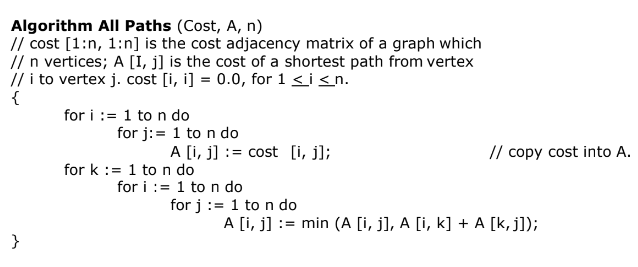 Algorithm All Paths (Cost, A, n)
// cost [1:n, 1:n] is the cost adjacency matrix of a graph which
// n vertices; A [I, j] is the cost of a shortest path from vertex
// i to vertex j. cost [i, i] = 0.0, for 1 < i < n.
{
for i := 1 to n do
for j:= 1 to n do
A [i, j] := cost [i, j]; // copy cost into A.
for k := 1 to n do
for i := 1 to n do
for j := 1 to n do
A [i, j] := min (A [i, j], A [i, k] + A [k, j]);
}